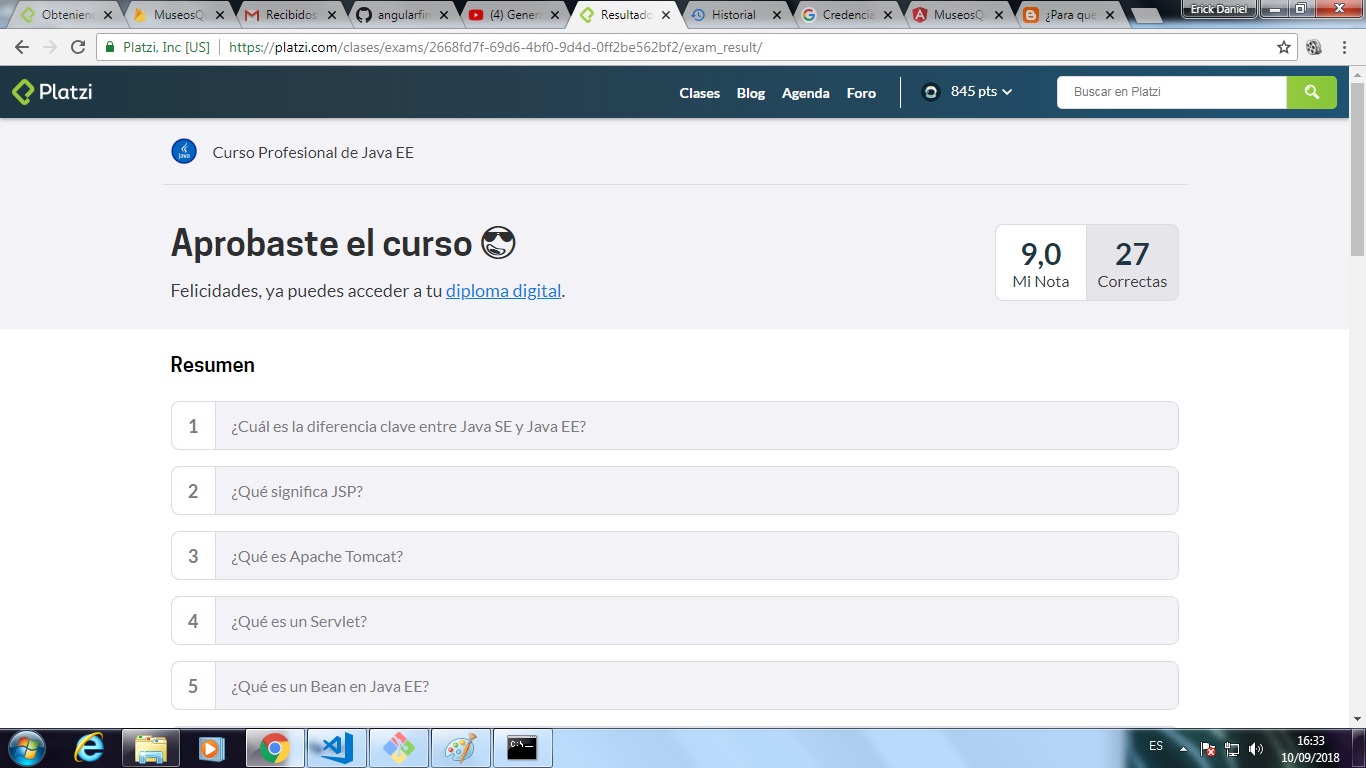 Obtenien
MuseosQu
Recibidos
angularfir
(4) Genera
Resultado
Historial
Credencia
MuseosQ
¿Para que
Erick Daniel
Platzi, Inc [US]
https://platzi.com/clases/exams/2668fd7f-69d6-4bf0-9d4d-0ff2be562bf2/exam_result/
Platzi
Clases Blog Agenda Foro 845 pts
Buscar en Platzi
Java
Curso Profesional de Java EE
Aprobaste el curso 😎
Felicidades, ya puedes acceder a tu diploma digital.
9,0
Mi Nota
27
Correctas
Resumen
1 ¿Cuál es la diferencia clave entre Java SE y Java EE?
2 ¿Qué significa JSP?
3 ¿Qué es Apache Tomcat?
4 ¿Qué es un Servlet?
5 ¿Qué es un Bean en Java EE?
C:\
ES
16:33
10/09/2018